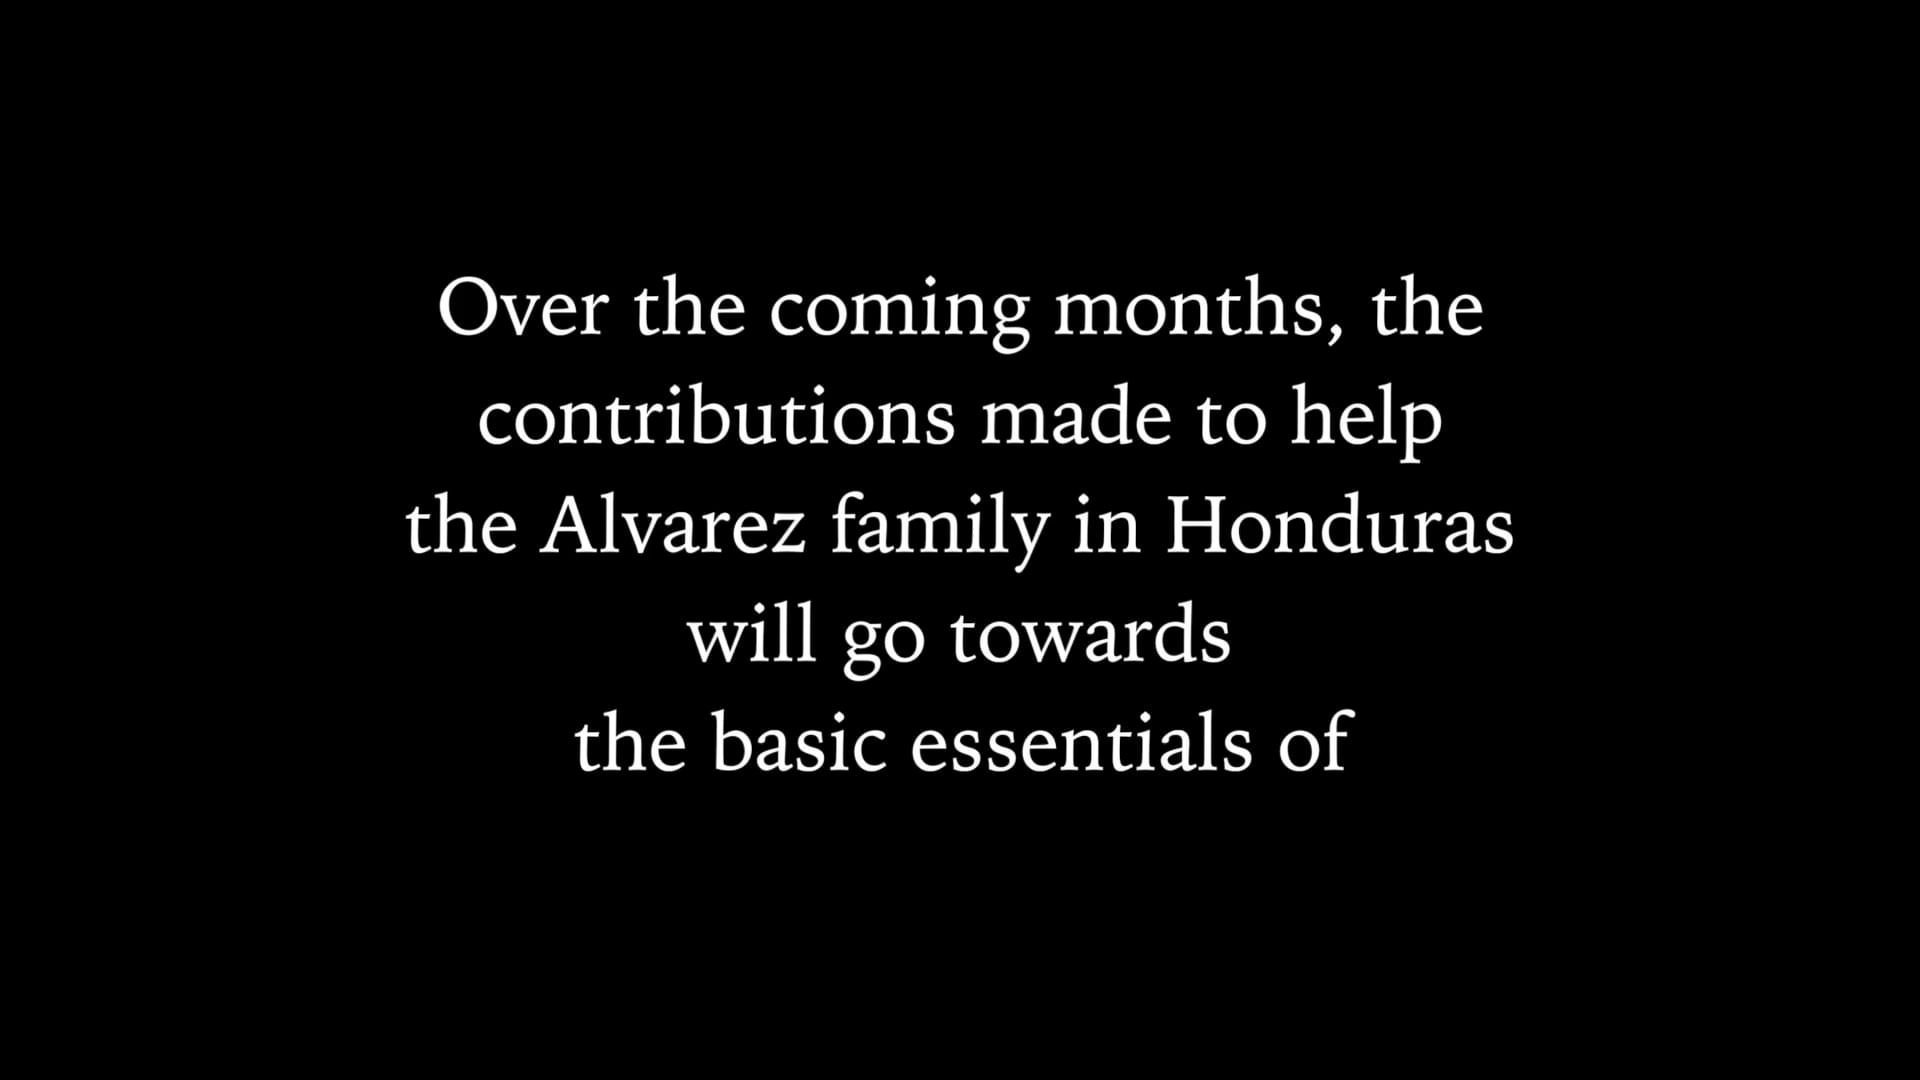 Over the coming months, the
contributions made to help
the Alvarez family in Honduras
will go towards
the basic essentials of